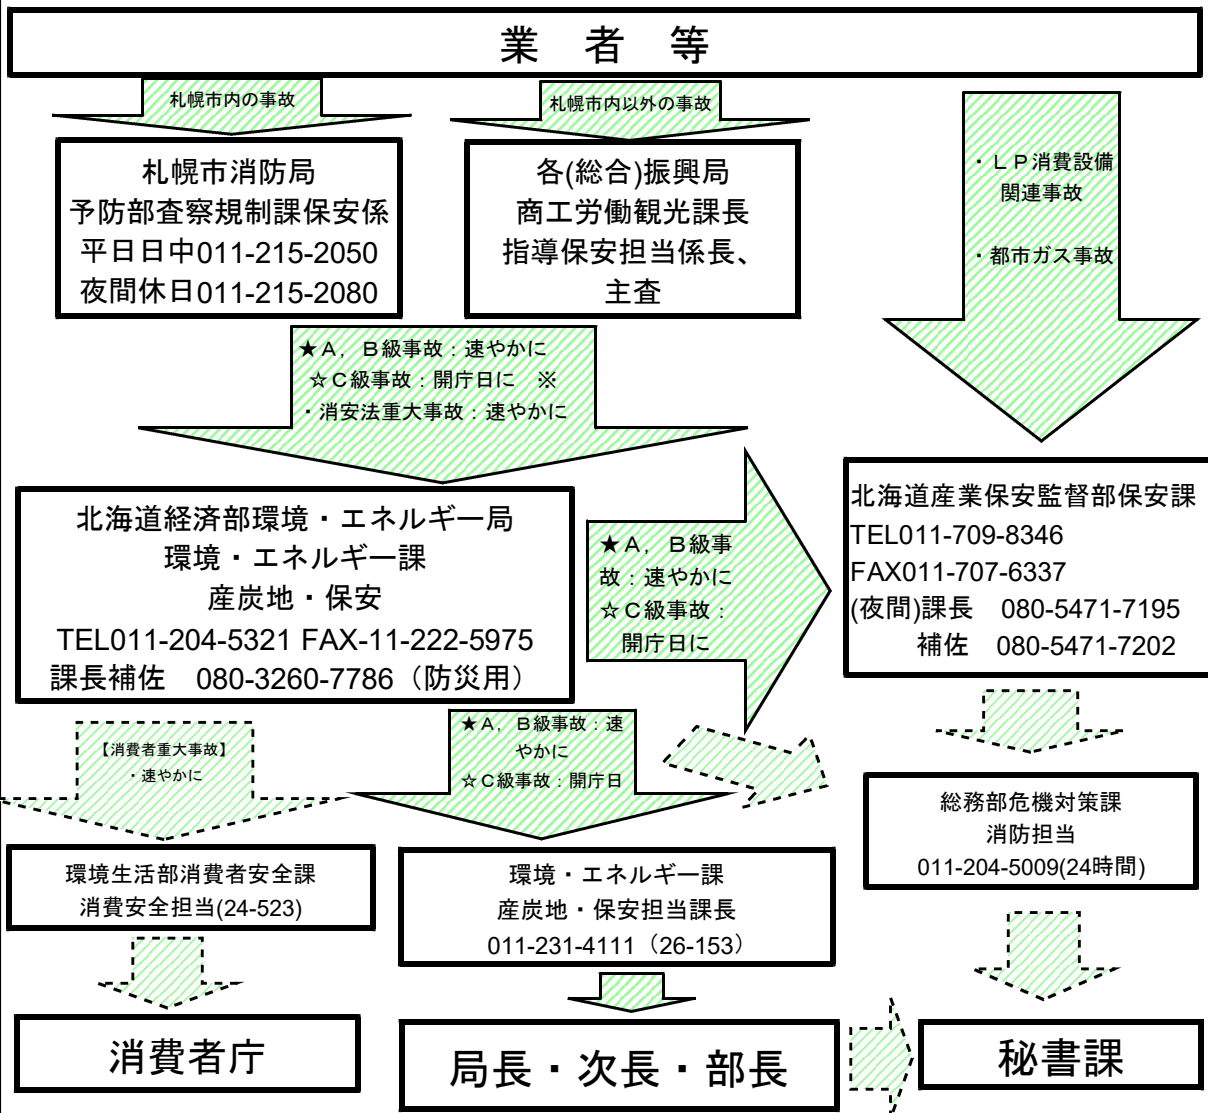 業　者　等
札幌市内の事故
札幌市内以外の事故
・ＬＰ消費設備
関連事故
・都市ガス事故
札幌市消防局
予防部査察規制課保安係
平日日中011-215-2050
夜間休日011-215-2080
各(総合)振興局
商工労働観光課長
指導保安担当係長、
主査
★Ａ，Ｂ級事故：速やかに
☆Ｃ級事故：開庁日に　※
・消安法重大事故：速やかに
北海道経済部環境・エネルギー局
環境・エネルギー課
産炭地・保安
TEL011-204-5321 FAX-11-222-5975
課長補佐　080-3260-7786（防災用）
★Ａ，Ｂ級事
故：速やかに
☆Ｃ級事故：
開庁日に
北海道産業保安監督部保安課
TEL011-709-8346
FAX011-707-6337
(夜間)課長　080-5471-7195
補佐　080-5471-7202
【消費者重大事故】
・速やかに
★Ａ，Ｂ級事故：速
やかに
☆Ｃ級事故：開庁日
総務部危機対策課
消防担当
011-204-5009(24時間)
環境生活部消費者安全課
消費安全担当(24-523)
環境・エネルギー課
産炭地・保安担当課長
011-231-4111（26-153）
消費者庁
局長・次長・部長
秘書課